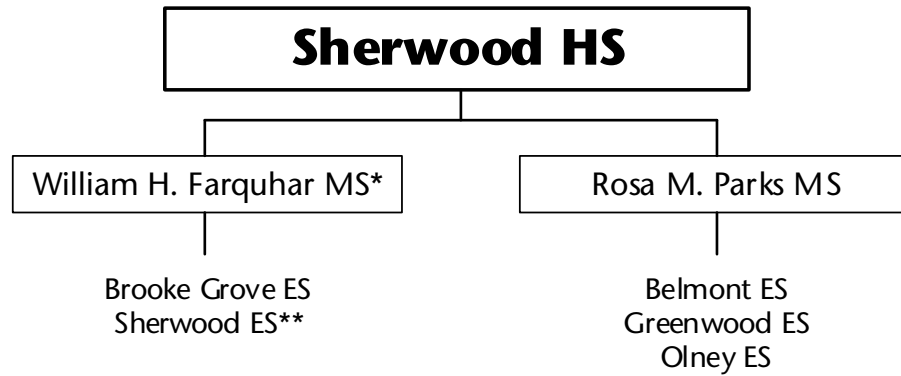 Sherwood HS
William H. Farquhar MS*
Rosa M. Parks MS
Brooke Grove ES
Sherwood ES**
Belmont ES
Greenwood ES
Olney ES